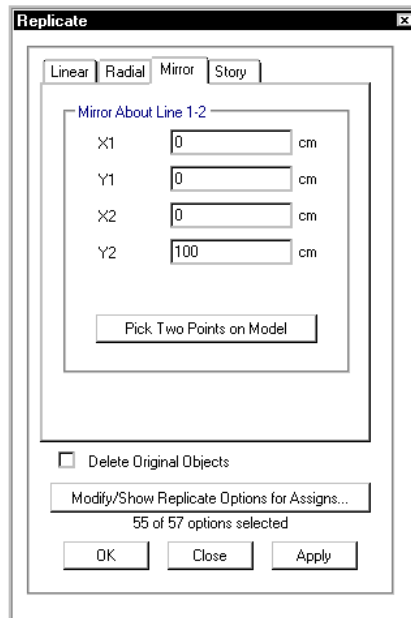 Replicate
Linear Radial Mirror Story
Mirror About Line 1-2
X1 0 cm
Y1 0 cm
X2 0 cm
Y2 100 cm
Pick Two Points on Model
Delete Original Objects
Modify/Show Replicate Options for Assigns...
55 of 57 options selected
OK Close Apply